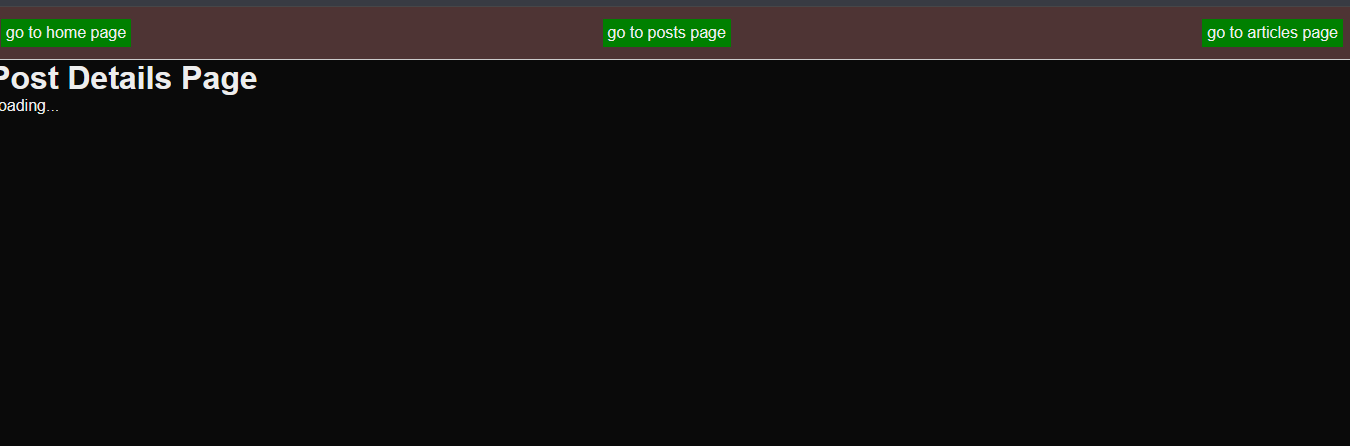 go to home page
go to posts page
go to articles page
Post Details Page
oading...